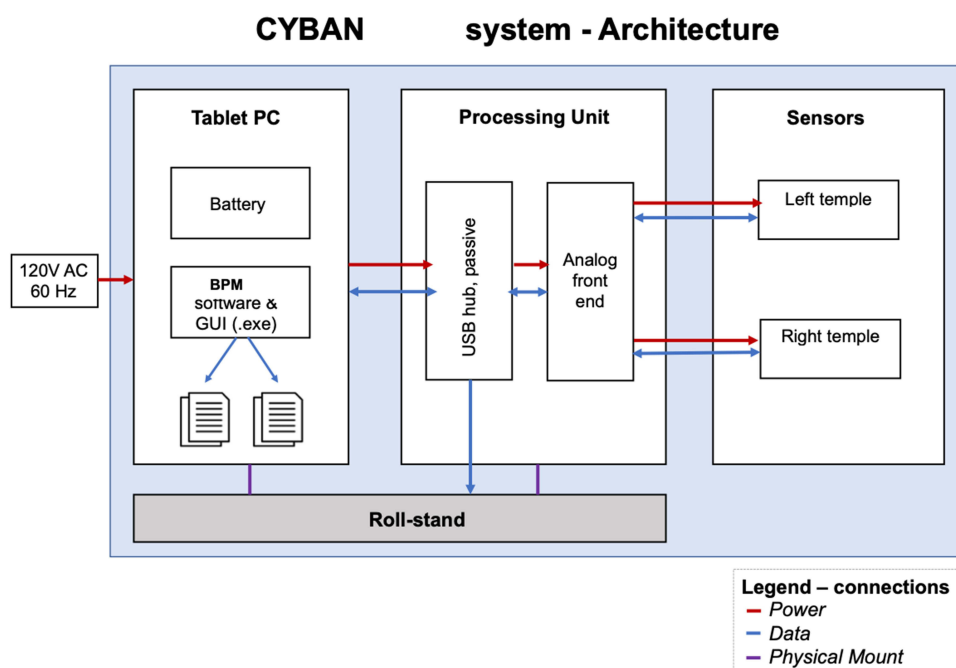 CYBAN system - Architecture
Tablet PC
Processing Unit
Sensors
Battery
Left temple
120V AC
60 Hz
BPM
software &
GUI (.exe)
USB hub, passive
Analog
front
end
Right temple
Roll-stand
Legend – connections
Power
Data
Physical Mount